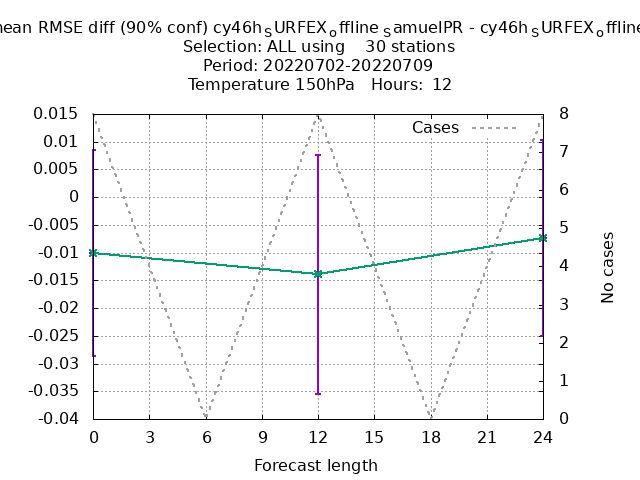 nean RMSE diff (90% conf) cy46h_SURFEX_offline_SamuelPR - cy46h_SURFEX_offline
Selection: ALL using 30 stations
Period: 20220702-20220709
Temperature 150hPa Hours: 12
Cases
0.015
0.01
0.005
0
-0.005
-0.01
-0.015
-0.02
-0.025
-0.03
-0.035
-0.04
8
7
6
5
4
3
2
1
0
No cases
0 3 6 9 12 15 18 21 24
Forecast length